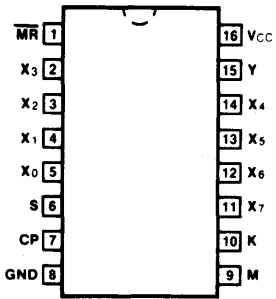 M̅R̅ 1 16 VCC
X3 2 15 Y
X2 3 14 X4
X1 4 13 X5
X0 5 12 X6
S 6 11 X7
CP 7 10 K
GND 8 9 M